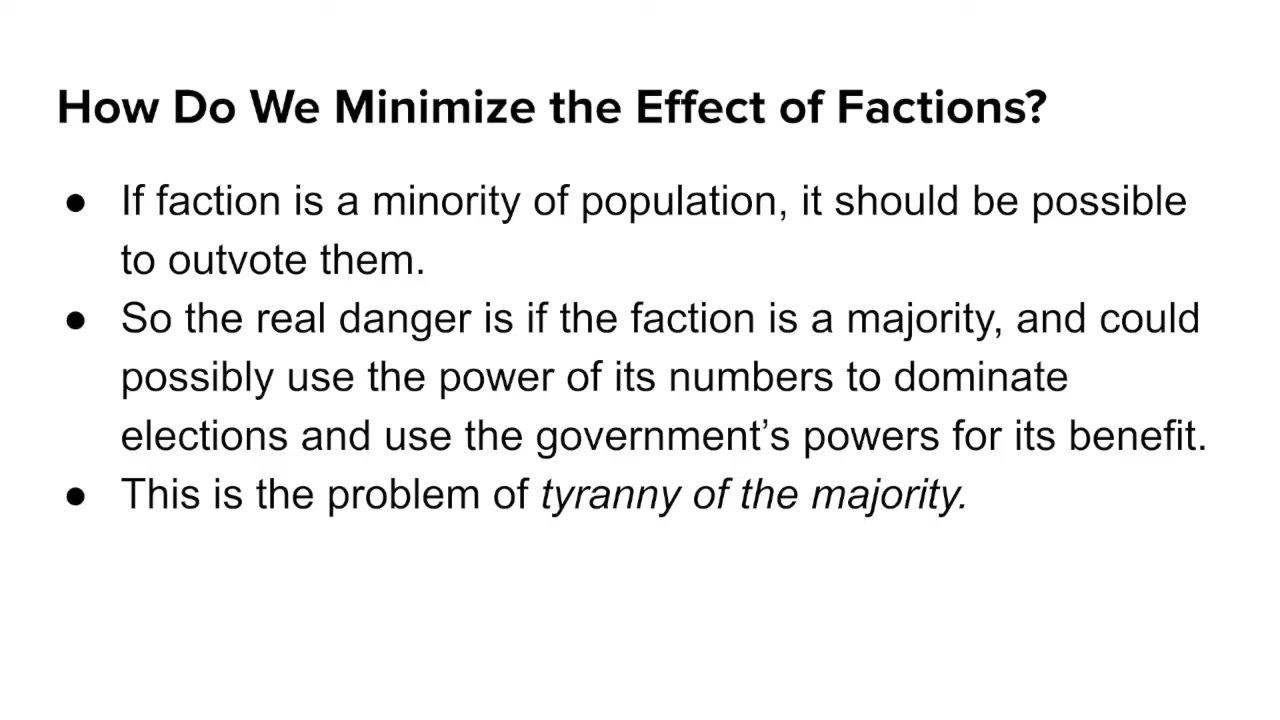 How Do We Minimize the Effect of Factions?
● If faction is a minority of population, it should be possible
to outvote them.
● So the real danger is if the faction is a majority, and could
possibly use the power of its numbers to dominate
elections and use the government’s powers for its benefit.
● This is the problem of tyranny of the majority.